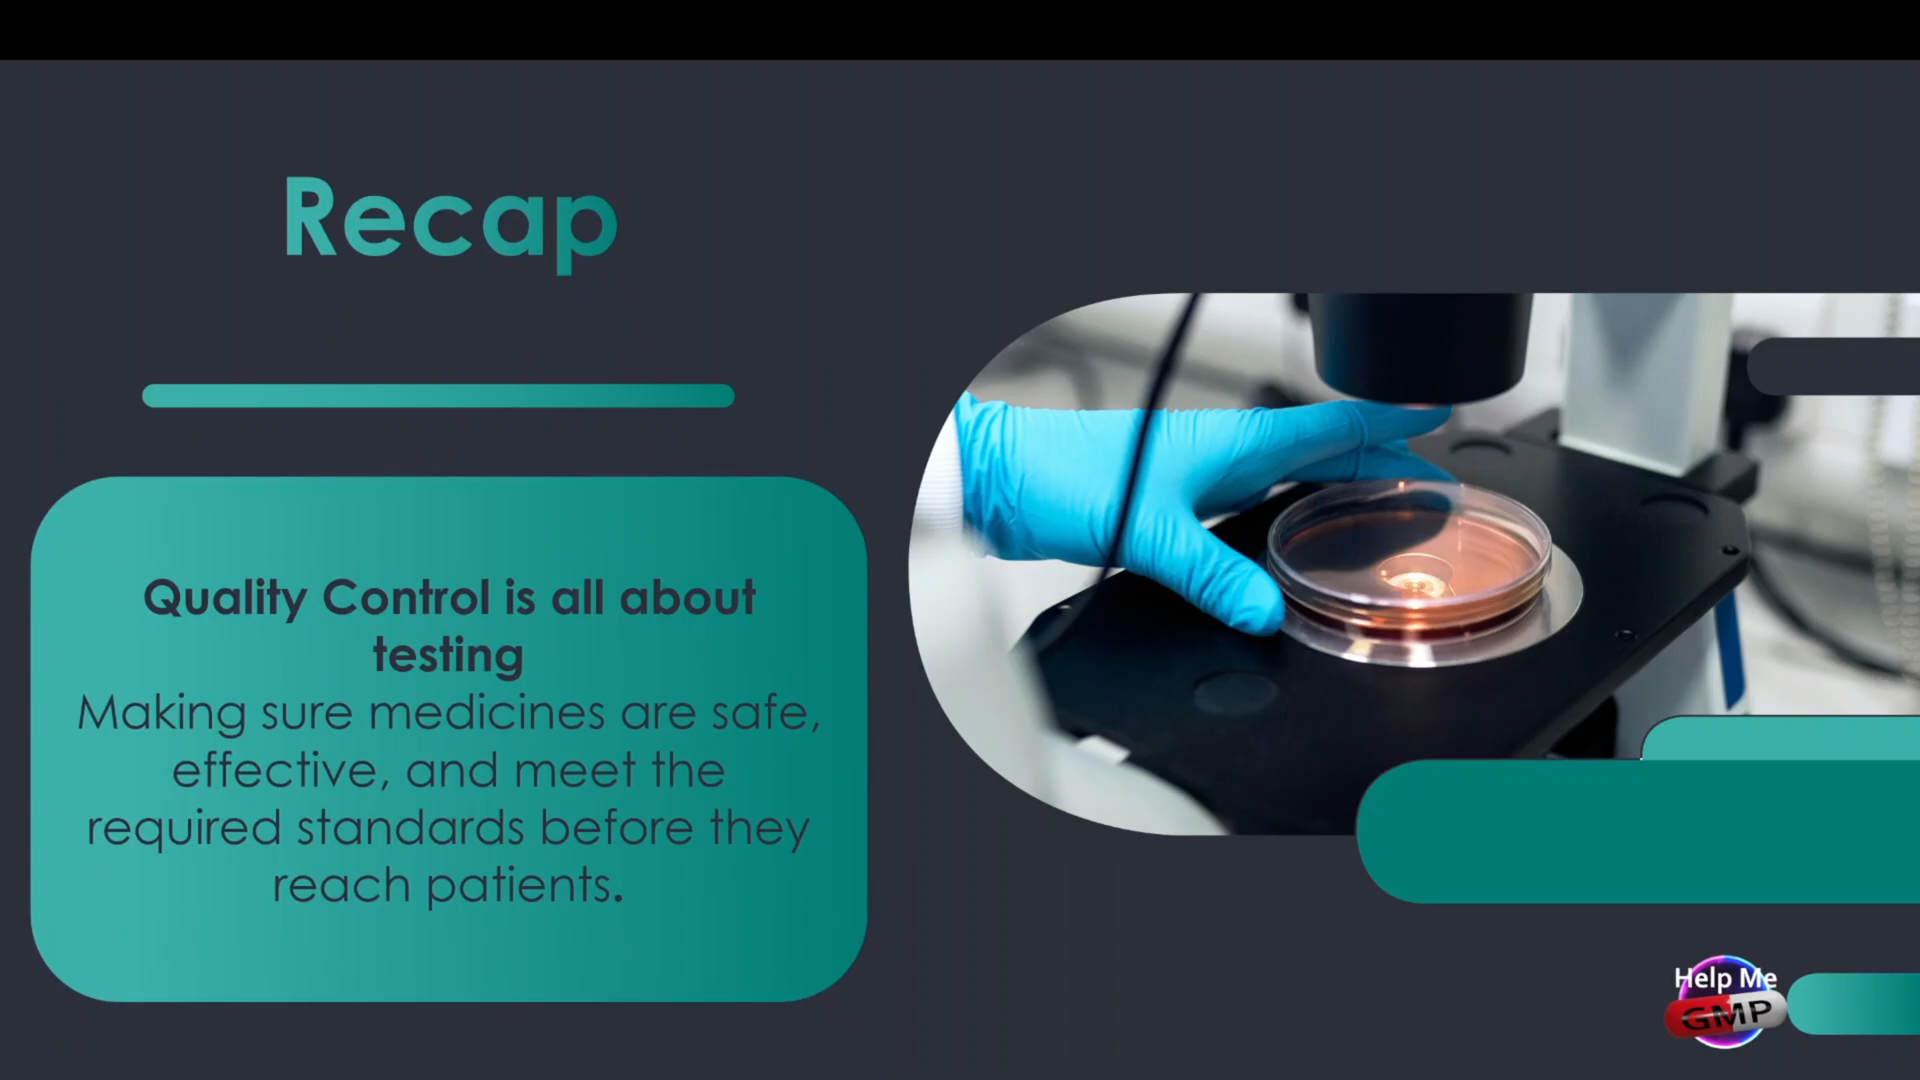 Recap
Quality Control is all about
testing
Making sure medicines are safe,
effective, and meet the
required standards before they
reach patients.
Help Me
GMP